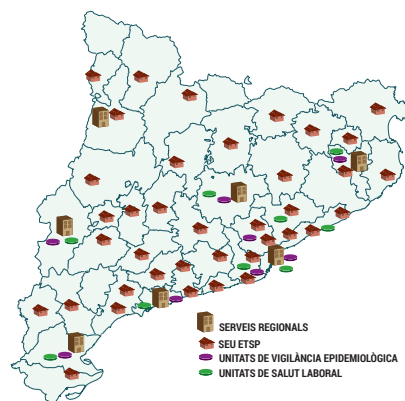 SERVEIS REGIONALS
SEU ETSP
UNITATS DE VIGILÀNCIA EPIDEMIOLÒGICA
UNITATS DE SALUT LABORAL